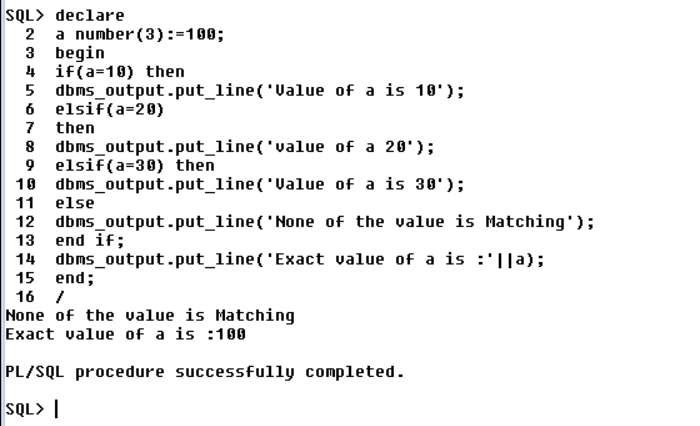 SQL> declare
2 a number(3):=100;
3 begin
4 if(a=10) then
5 dbms_output.put_line('Value of a is 10');
6 elsif(a=20)
7 then
8 dbms_output.put_line('value of a 20');
9 elsif(a=30) then
10 dbms_output.put_line('Value of a is 30');
11 else
12 dbms_output.put_line('None of the value is Matching');
13 end if;
14 dbms_output.put_line('Exact value of a is :'||a);
15 end;
16 /
None of the value is Matching
Exact value of a is :100
PL/SQL procedure successfully completed.
SQL>